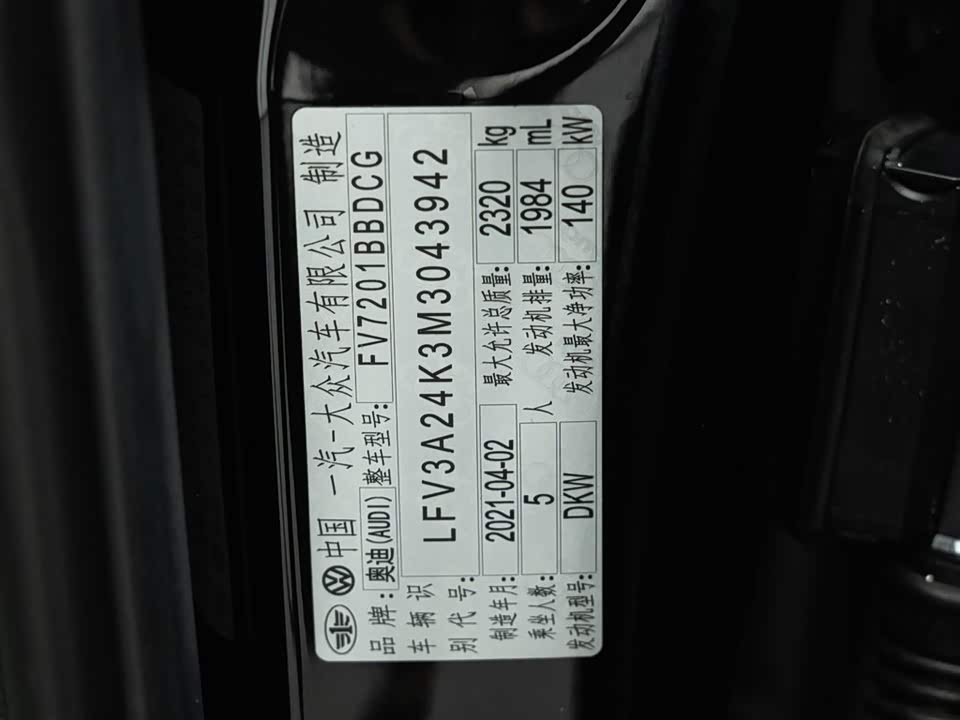 中国 一汽-大众汽车有限公司 制造
品牌: 奥迪(AUDI) 整车型号: FV7201BBDCG
车辆识别代号: LFV3A24K3M3043942
制造年月: 2021-04-02 最大允许总质量: 2320 kg
乘坐人数: 5 人 发动机排量: 1984 mL
发动机型号: DKW 发动机最大净功率: 140 kW